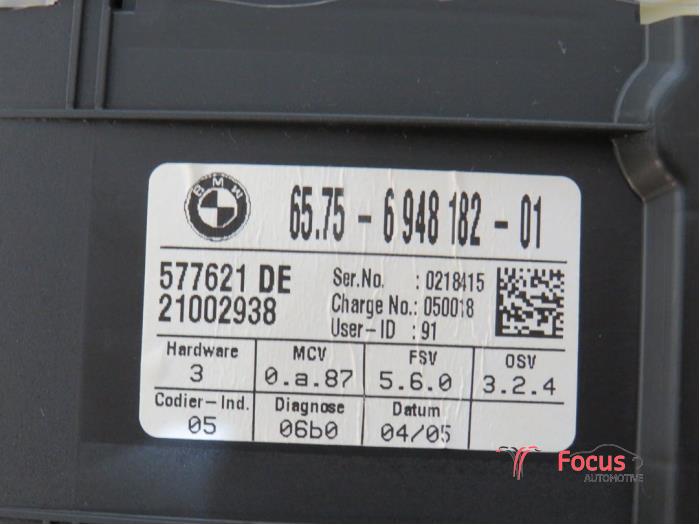 BMW
65.75 - 6 948 182 - 01
577621 DE
21002938
Ser.No. : 0218415
Charge No.: 050018
User-ID : 91
Hardware MCV FSV OSV
3 0.a.87 5.6.0 3.2.4
Codier-Ind. Diagnose Datum
05 06b0 04/05
Focus
AUTOMOTIVE